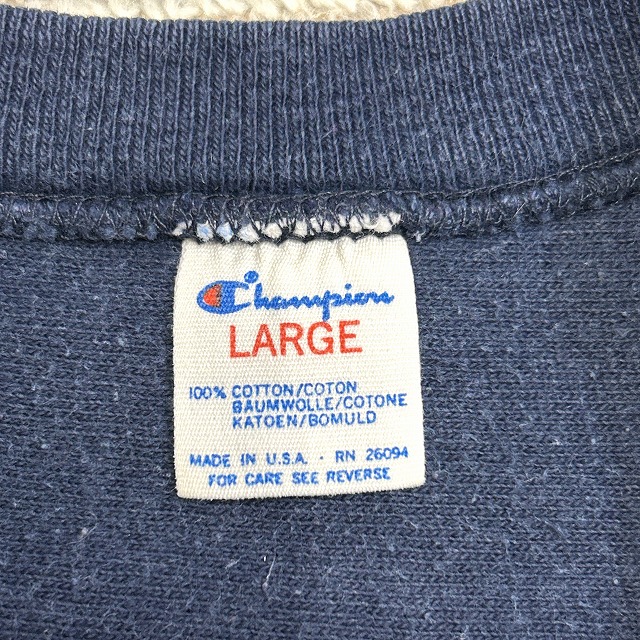 Champion
LARGE
100% COTTON/COTON
BAUMWOLLE/COTONE
KATOEN/BOMULD
MADE IN U.S.A. · RN 26094
FOR CARE SEE REVERSE